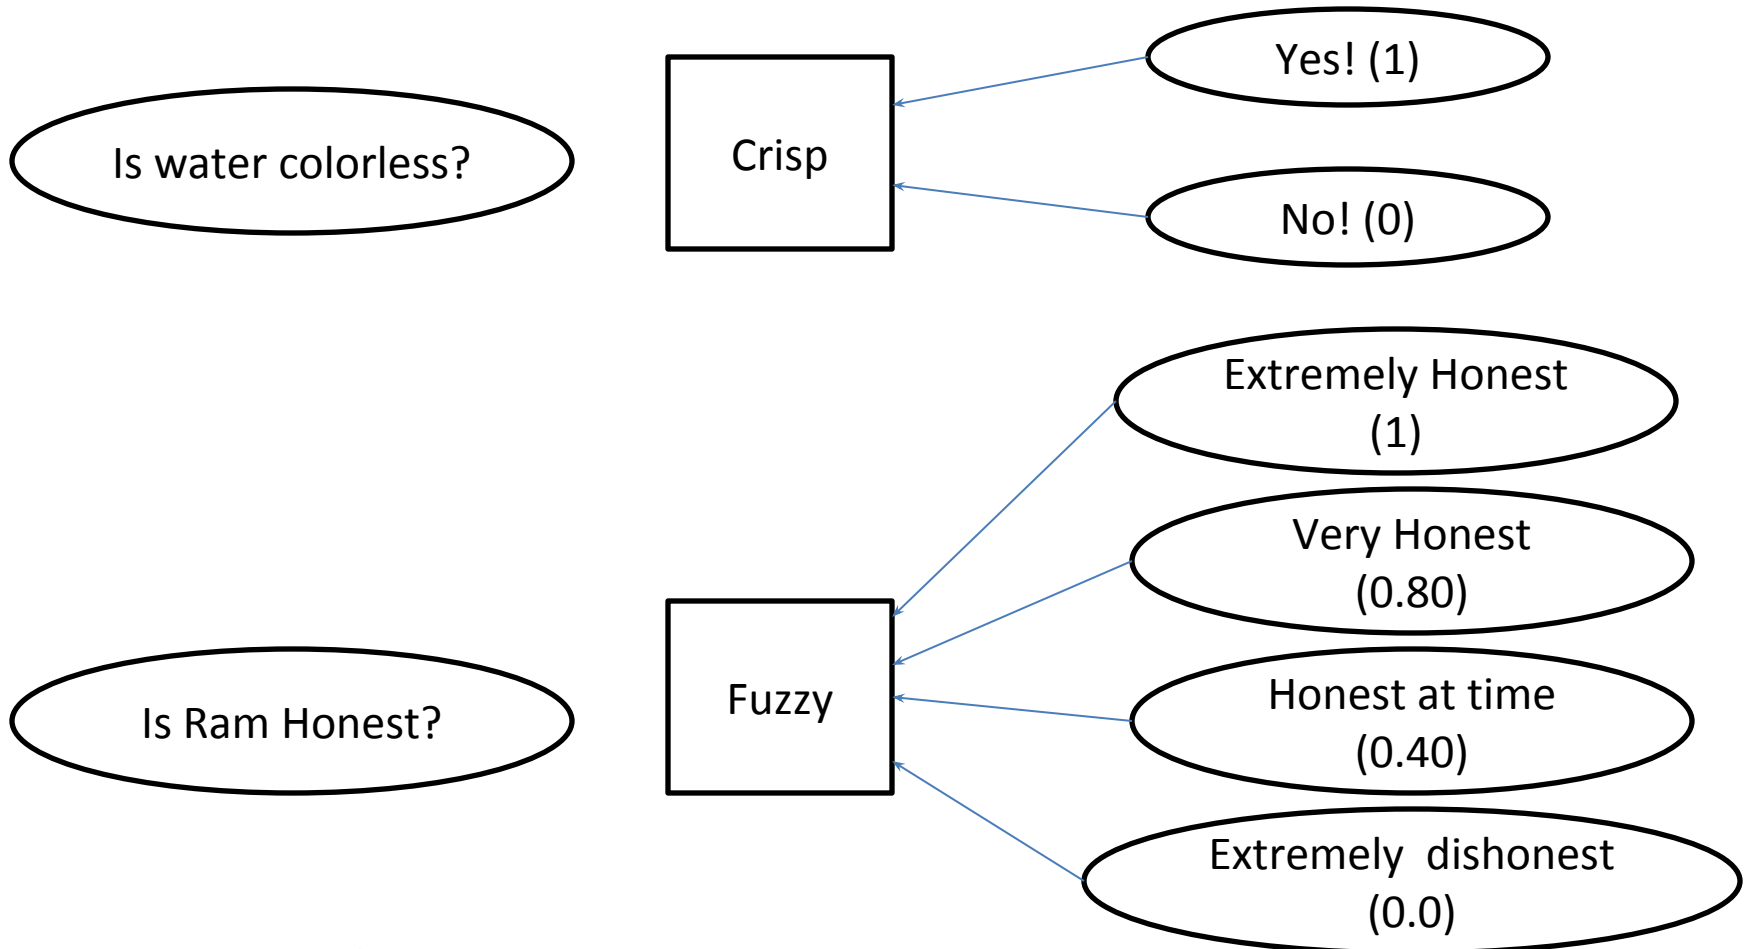 Is water colorless?
Crisp
Yes! (1)
No! (0)
Is Ram Honest?
Fuzzy
Extremely Honest
(1)
Very Honest
(0.80)
Honest at time
(0.40)
Extremely  dishonest
(0.0)